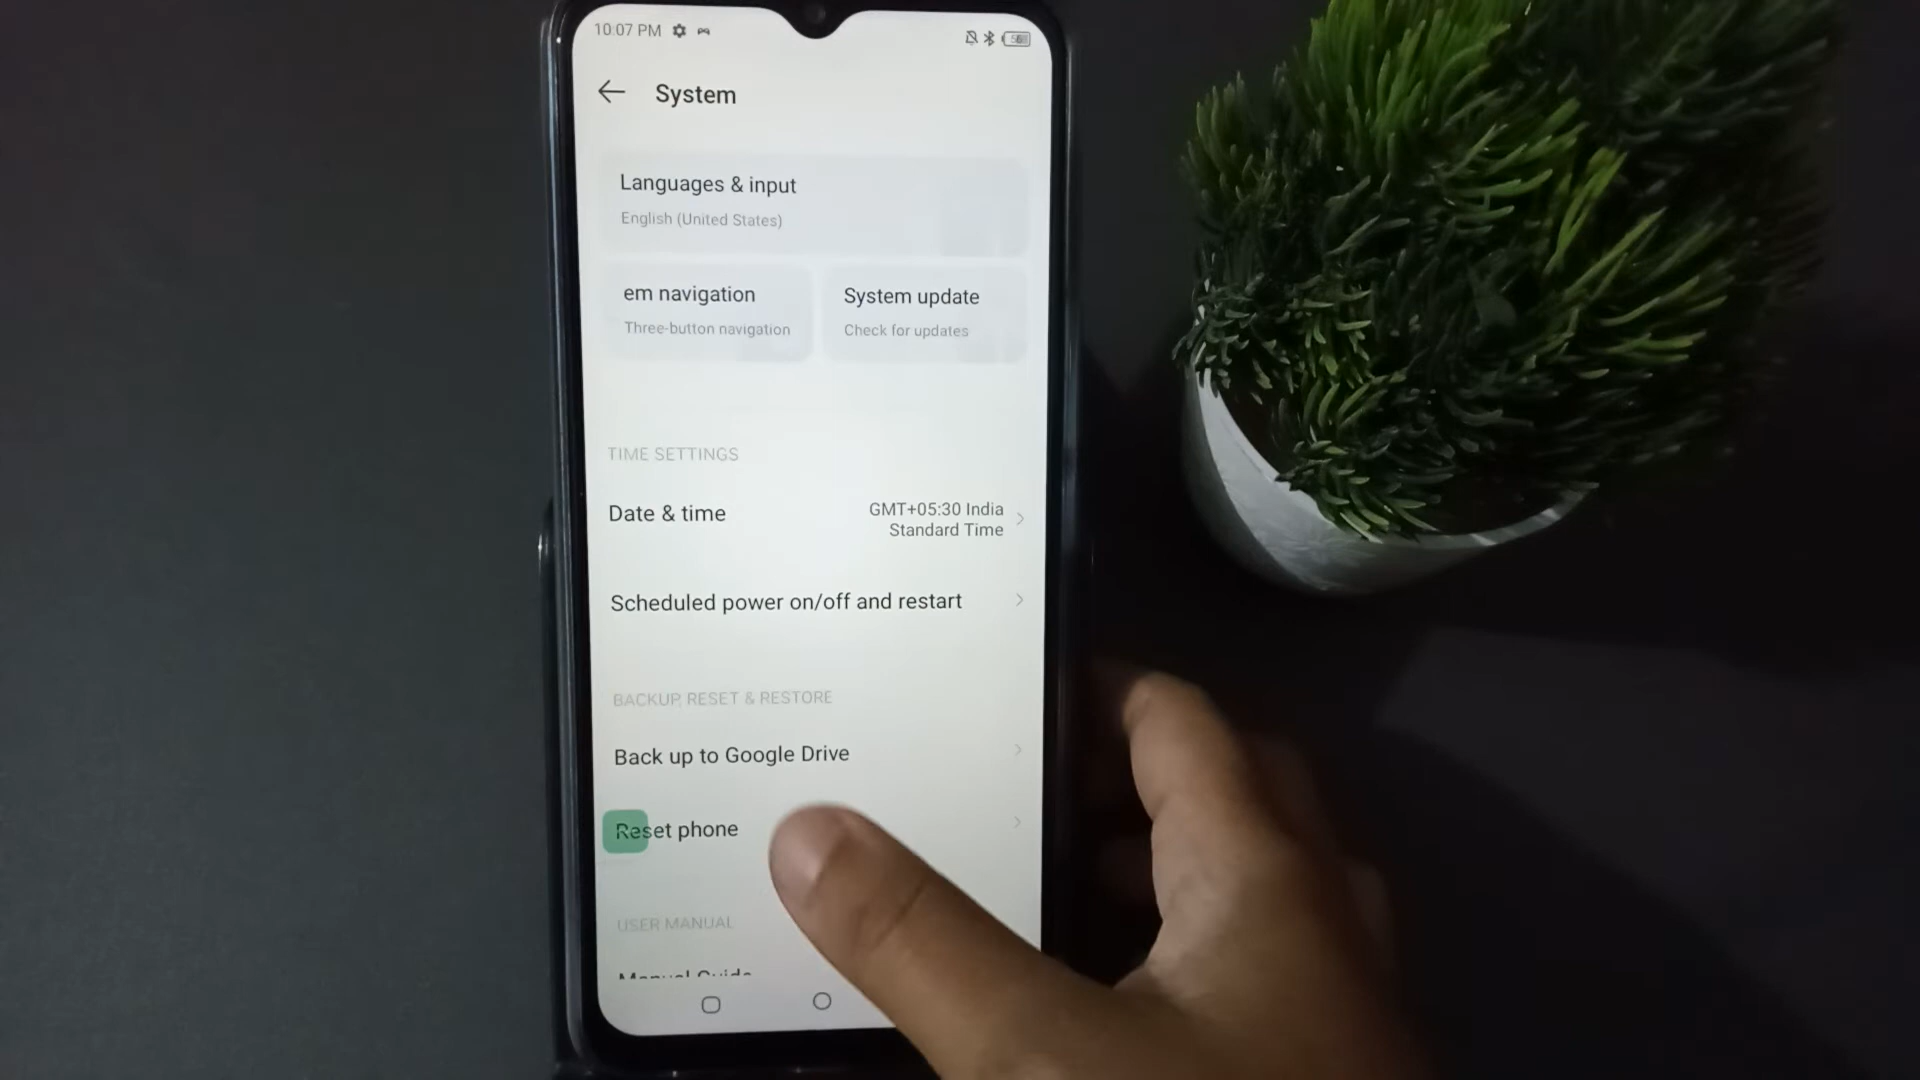 10:07 PM
System
Languages & input
English (United States)
em navigation
Three-button navigation
System update
Check for updates
TIME SETTINGS
Date & time
GMT+05:30 India
Standard Time
Scheduled power on/off and restart
BACKUP, RESET & RESTORE
Back up to Google Drive
Reset phone
USER MANUAL
Manual Guide